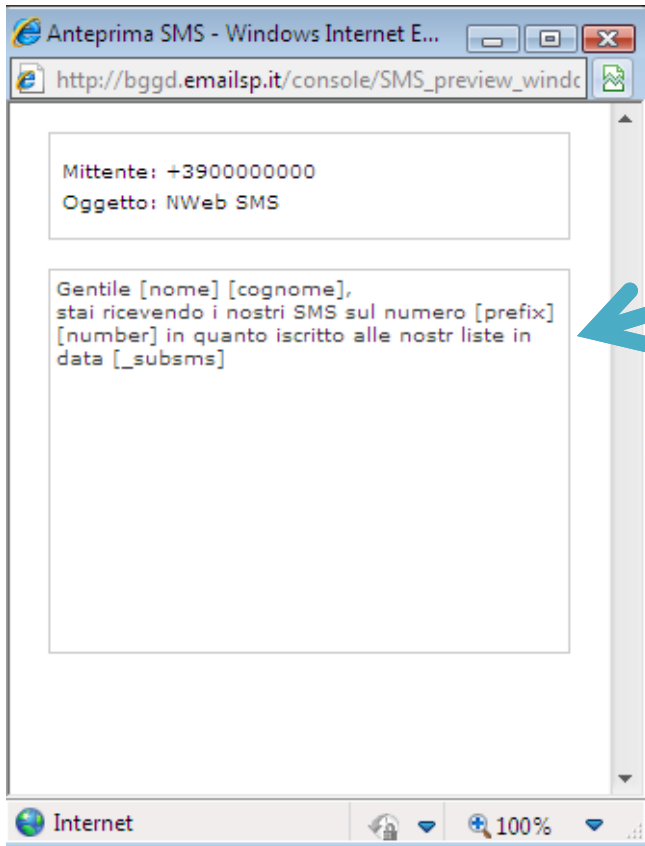 Anteprima SMS - Windows Internet E...
http://bggd.emailsp.it/console/SMS_preview_windo
Mittente: +3900000000
Oggetto: NWeb SMS
Gentile [nome] [cognome],
stai ricevendo i nostri SMS sul numero [prefix]
[number] in quanto iscritto alle nostr liste in
data [_subsms]
Internet
100%